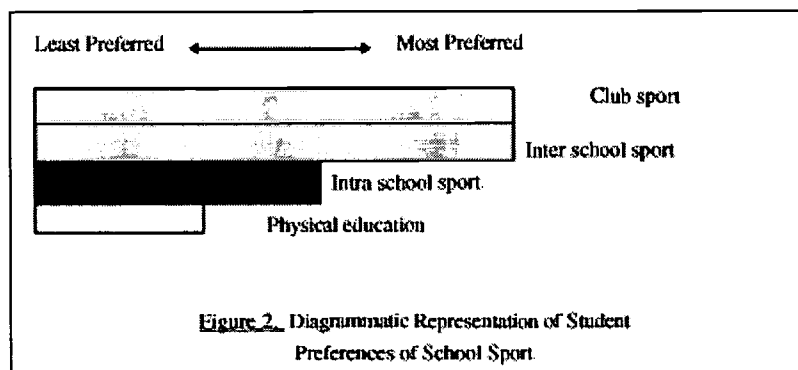 Least Preferred Most Preferred
Club sport
Inter school sport
Intra school sport
Physical education
Figure 2. Diagrammatic Representation of Student
Preferences of School Sport